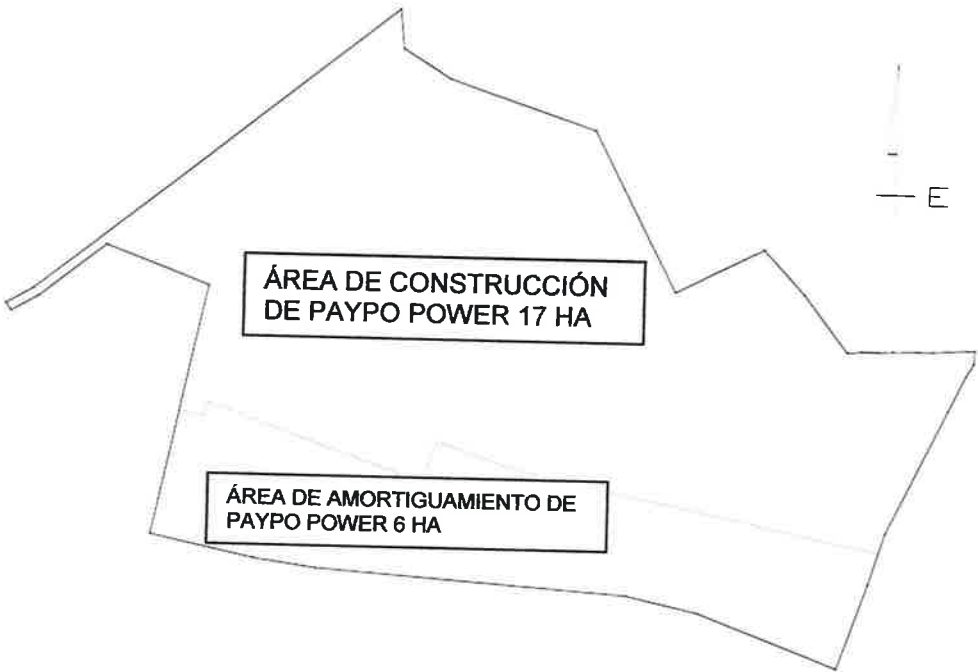 E
ÁREA DE CONSTRUCCIÓN
DE PAYPO POWER 17 HA
ÁREA DE AMORTIGUAMIENTO DE
PAYPO POWER 6 HA